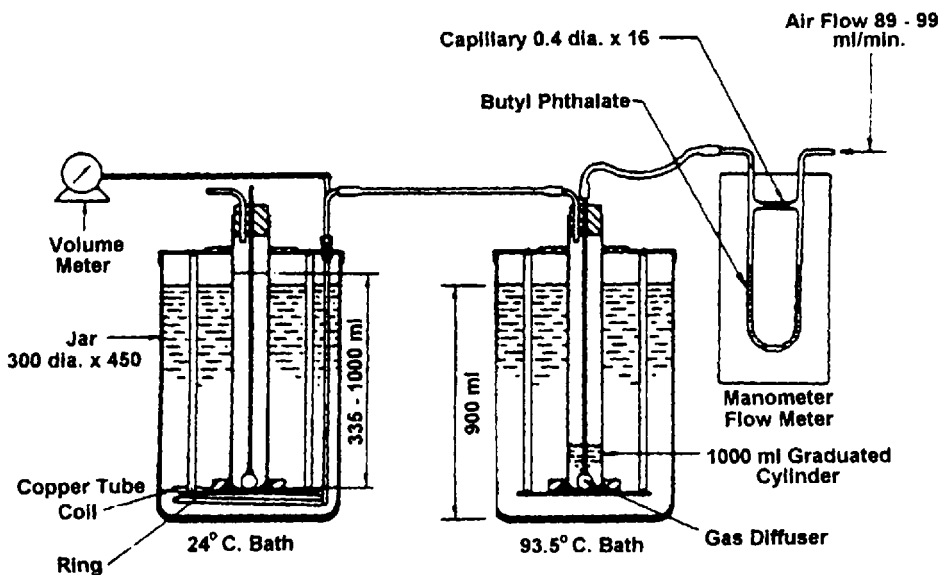 Air Flow 89 - 99
ml/min.
Capillary 0.4 dia. x 16
Butyl Phthalate
Volume
Meter
Jar
300 dia. x 450
335 - 1000 ml
900 ml
Manometer
Flow Meter
1000 ml Graduated
Cylinder
Copper Tube
Coil
Ring
24° C. Bath
93.5° C. Bath
Gas Diffuser